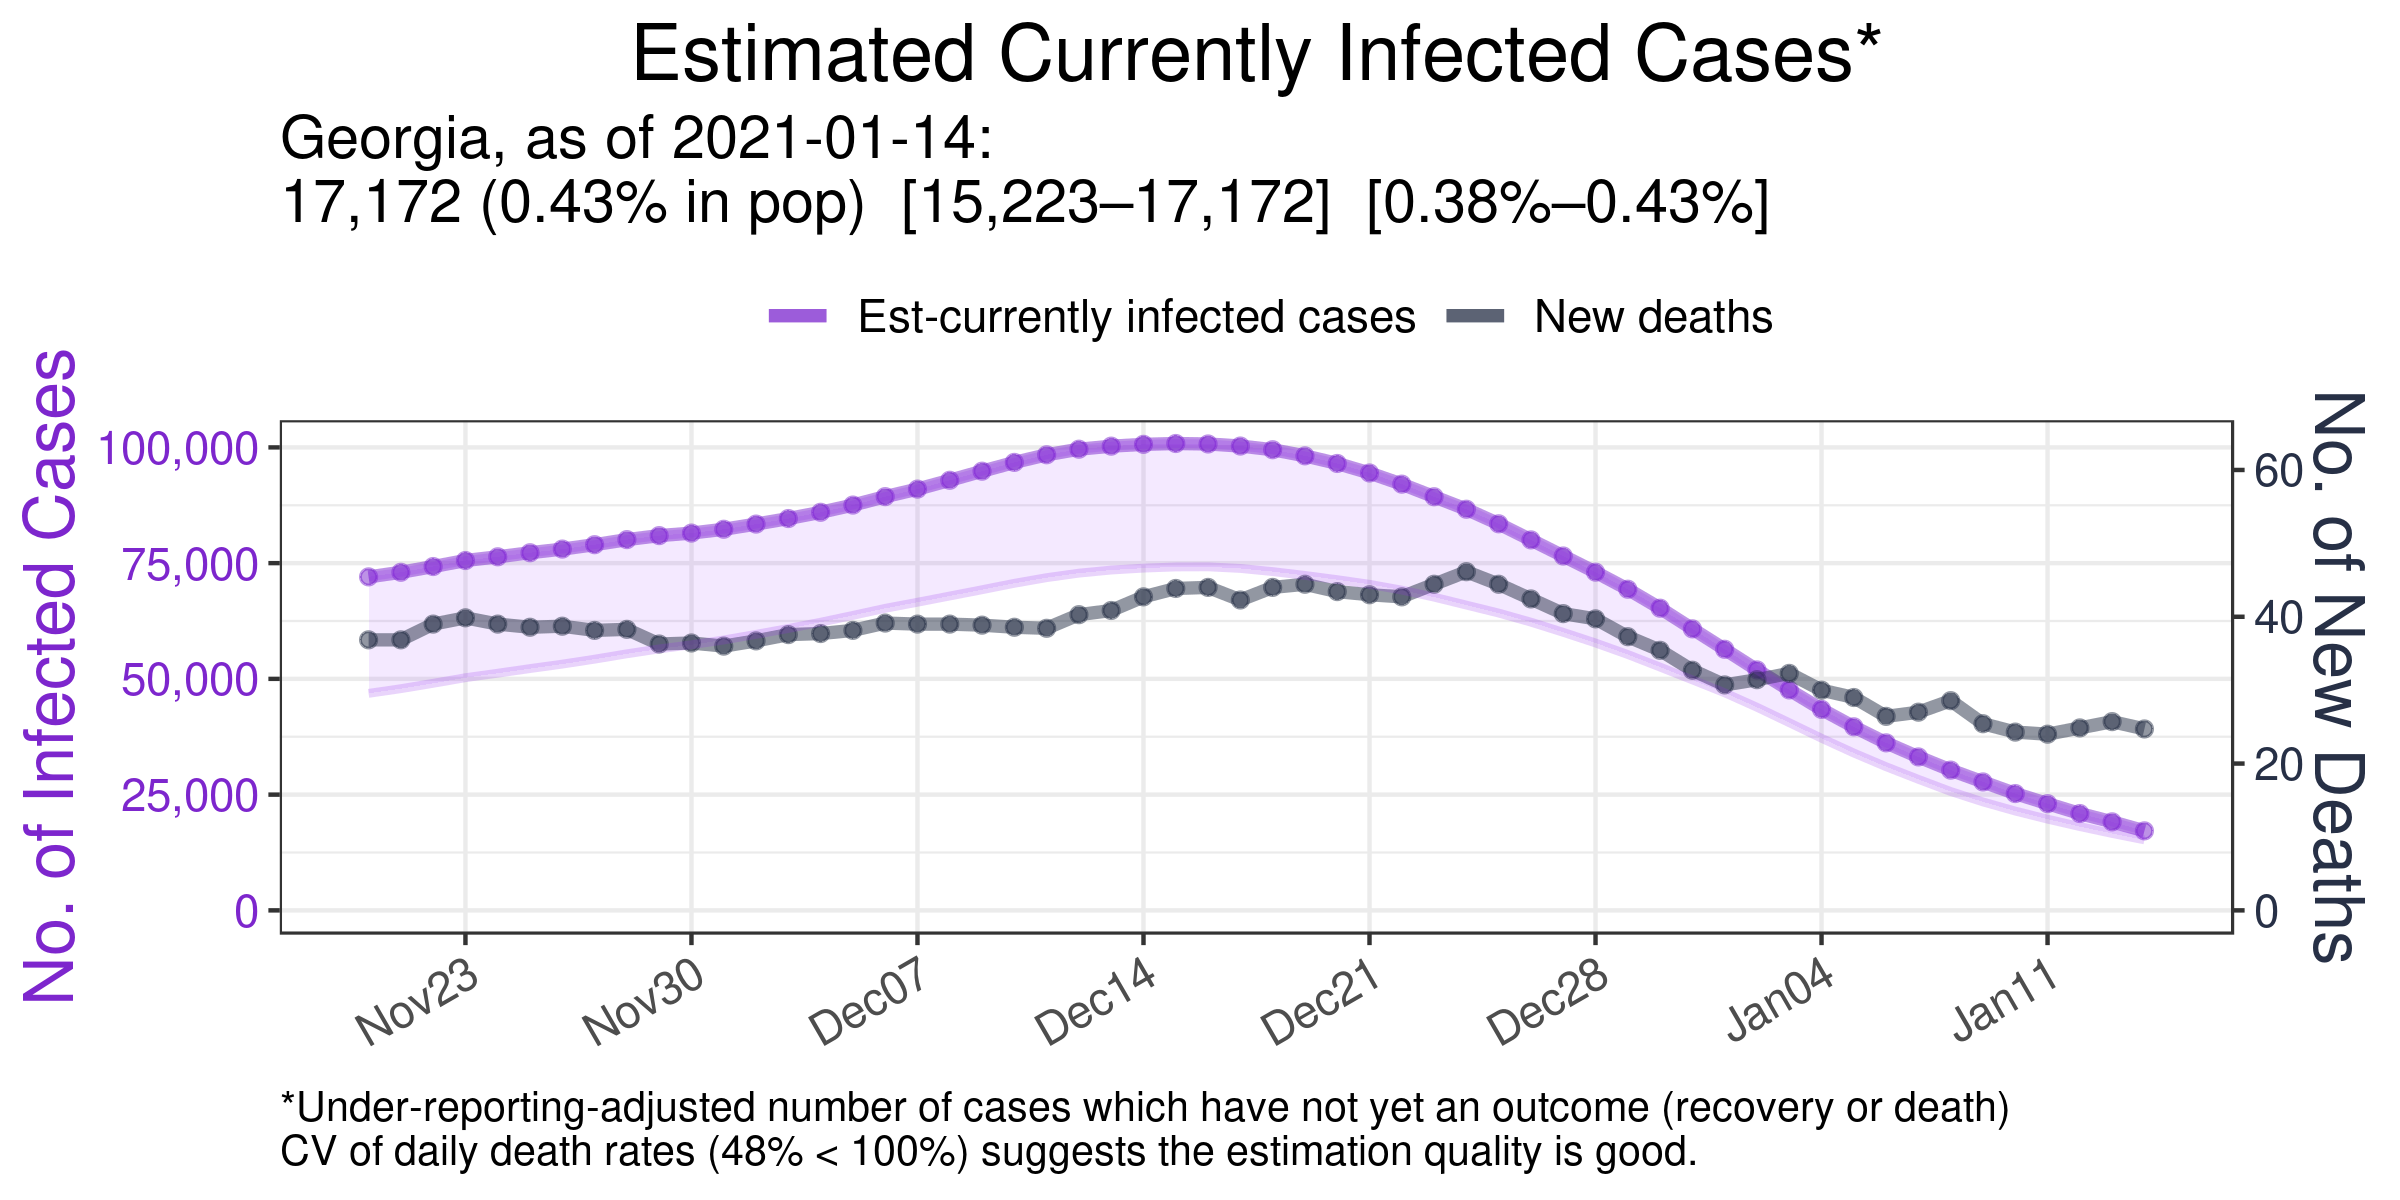 Estimated Currently Infected Cases*
Georgia, as of 2021-01-14:
17,172 (0.43% in pop)  [15,223–17,172]  [0.38%–0.43%]
Est-currently infected cases
New deaths
No. of Infected Cases
100,000
75,000
50,000
25,000
0
60
40
20
0
No. of New Deaths
Nov23
Nov30
Dec07
Dec14
Dec21
Dec28
Jan04
Jan11
*Under-reporting-adjusted number of cases which have not yet an outcome (recovery or death)
CV of daily death rates (48% < 100%) suggests the estimation quality is good.